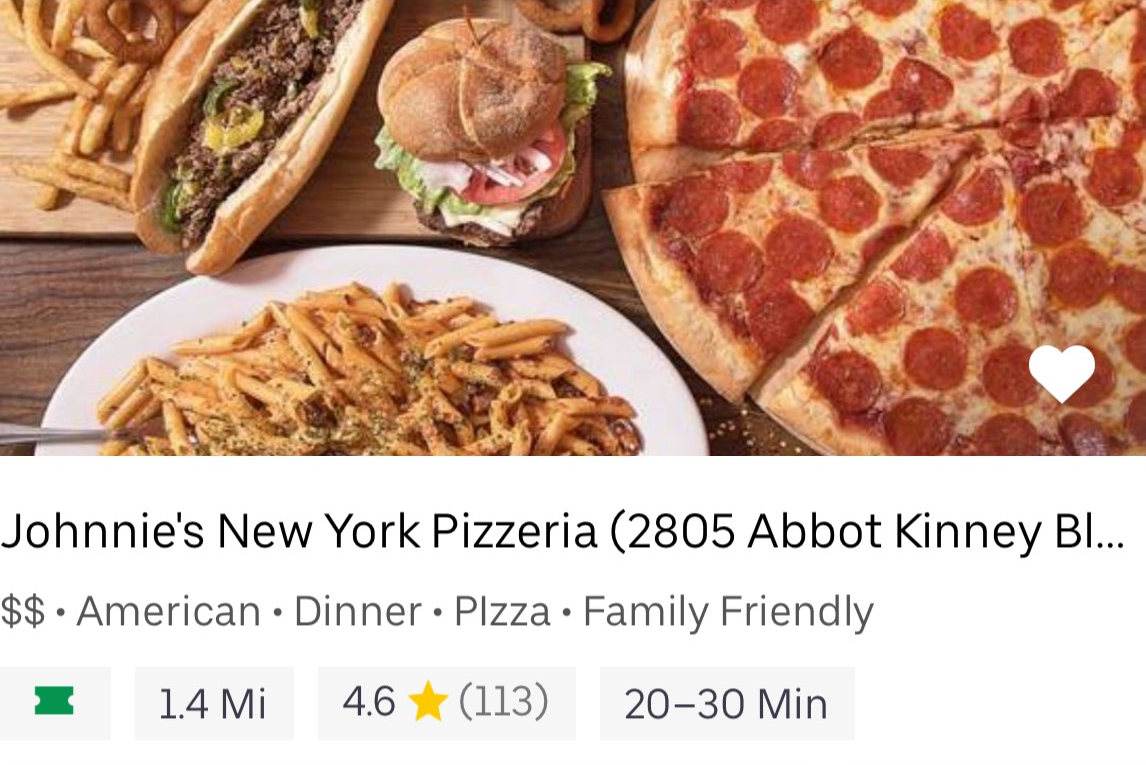 Johnnie's New York Pizzeria (2805 Abbot Kinney Bl...
$$ • American • Dinner • PIzza • Family Friendly
1.4 Mi 4.6 ★ (113) 20–30 Min